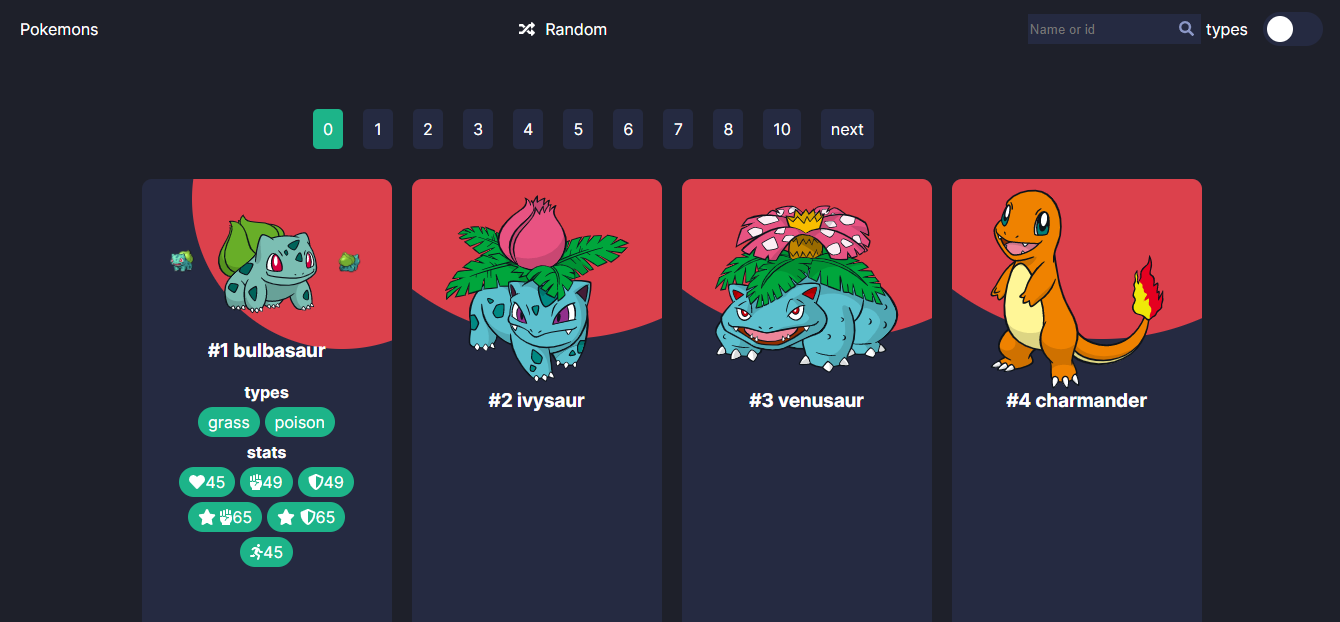 Pokemons Random Name or id types
0 1 2 3 4 5 6 7 8 10 next
#1 bulbasaur
types
grass poison
stats
45 49 49
65 65
45
#2 ivysaur
#3 venusaur
#4 charmander